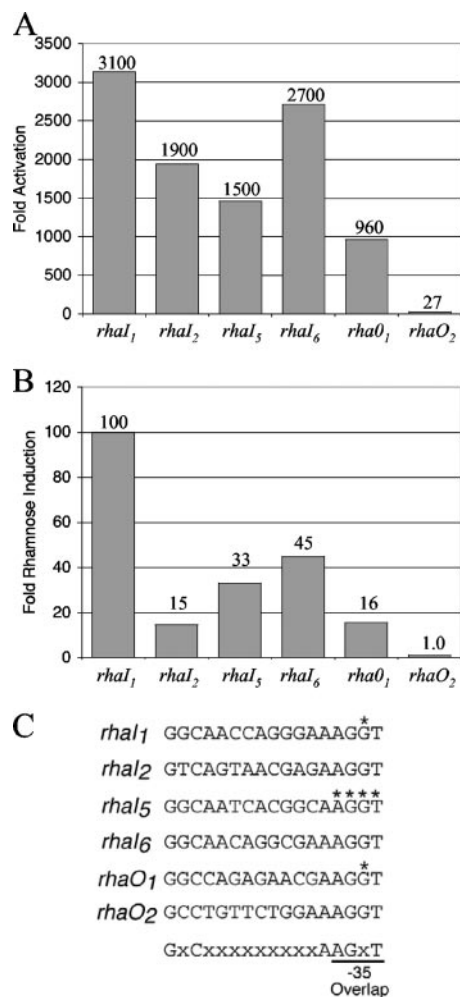 A
Fold Activation
3500
3000
2500
2000
1500
1000
500
0
3100
1900
1500
2700
960
27
rhaI₁ rhaI₂ rhaI₅ rhaI₆ rha0₁ rhaO₂
B
Fold Rhamnose Induction
120
100
80
60
40
20
0
100
15
33
45
16
1.0
rhaI₁ rhaI₂ rhaI₅ rhaI₆ rha0₁ rhaO₂
C
*
rhaI₁ GGCAACCAGGGAAAGGT
rhaI₂ GTCAGTAACGAGAAGGT
****
rhaI₅ GGCAATCACGGCAAGGT
rhaI₆ GGCAACAGGCGAAAGGT
*
rhaO₁ GGCCAGAGAACGAAGGT
rhaO₂ GCCTGTTCTGGAAAGGT
GxCxxxxxxxxxAAGxT
-35
Overlap